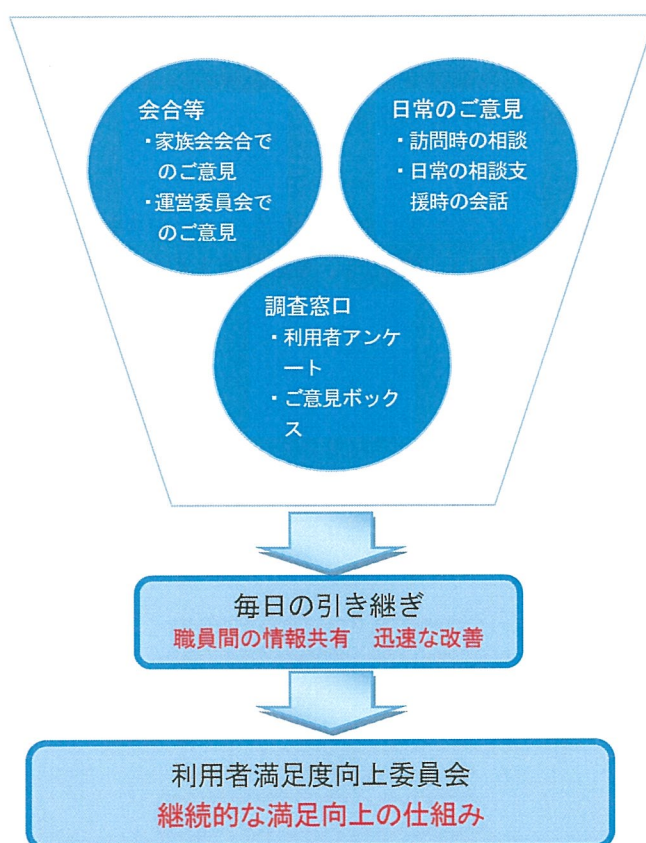 会合等
・家族会会合で
のご意見
・運営委員会で
のご意見
日常のご意見
・訪問時の相談
・日常の相談支
援時の会話
調査窓口
・利用者アンケ
ート
・ご意見ボック
ス
毎日の引き継ぎ
職員間の情報共有　迅速な改善
利用者満足度向上委員会
継続的な満足向上の仕組み